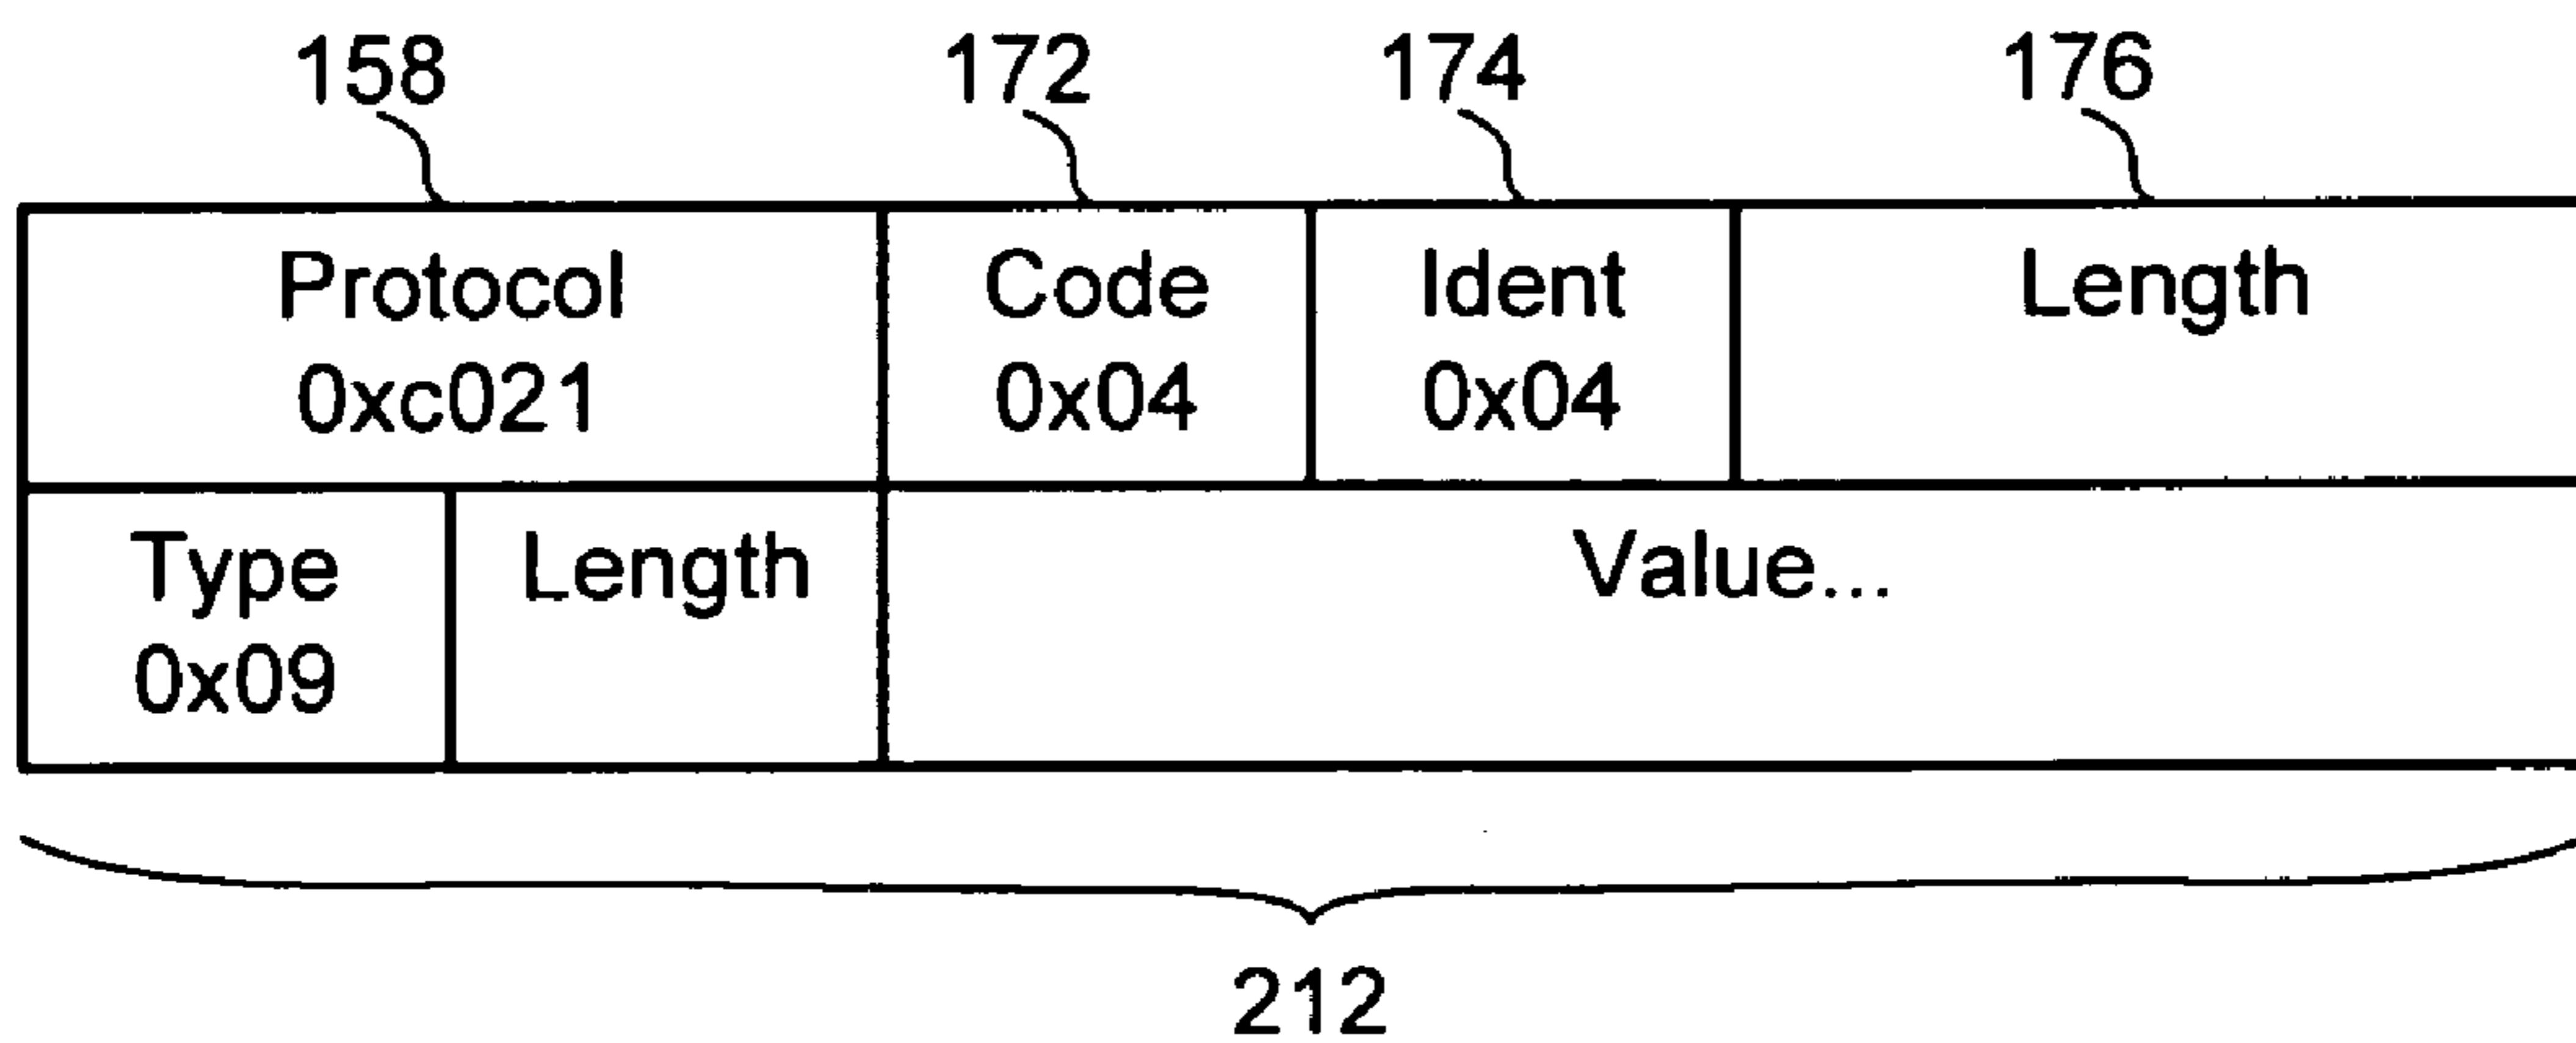 158 172 174 176
Protocol Code Ident Length
0xc021 0x04 0x04
Type Length Value...
0x09
212